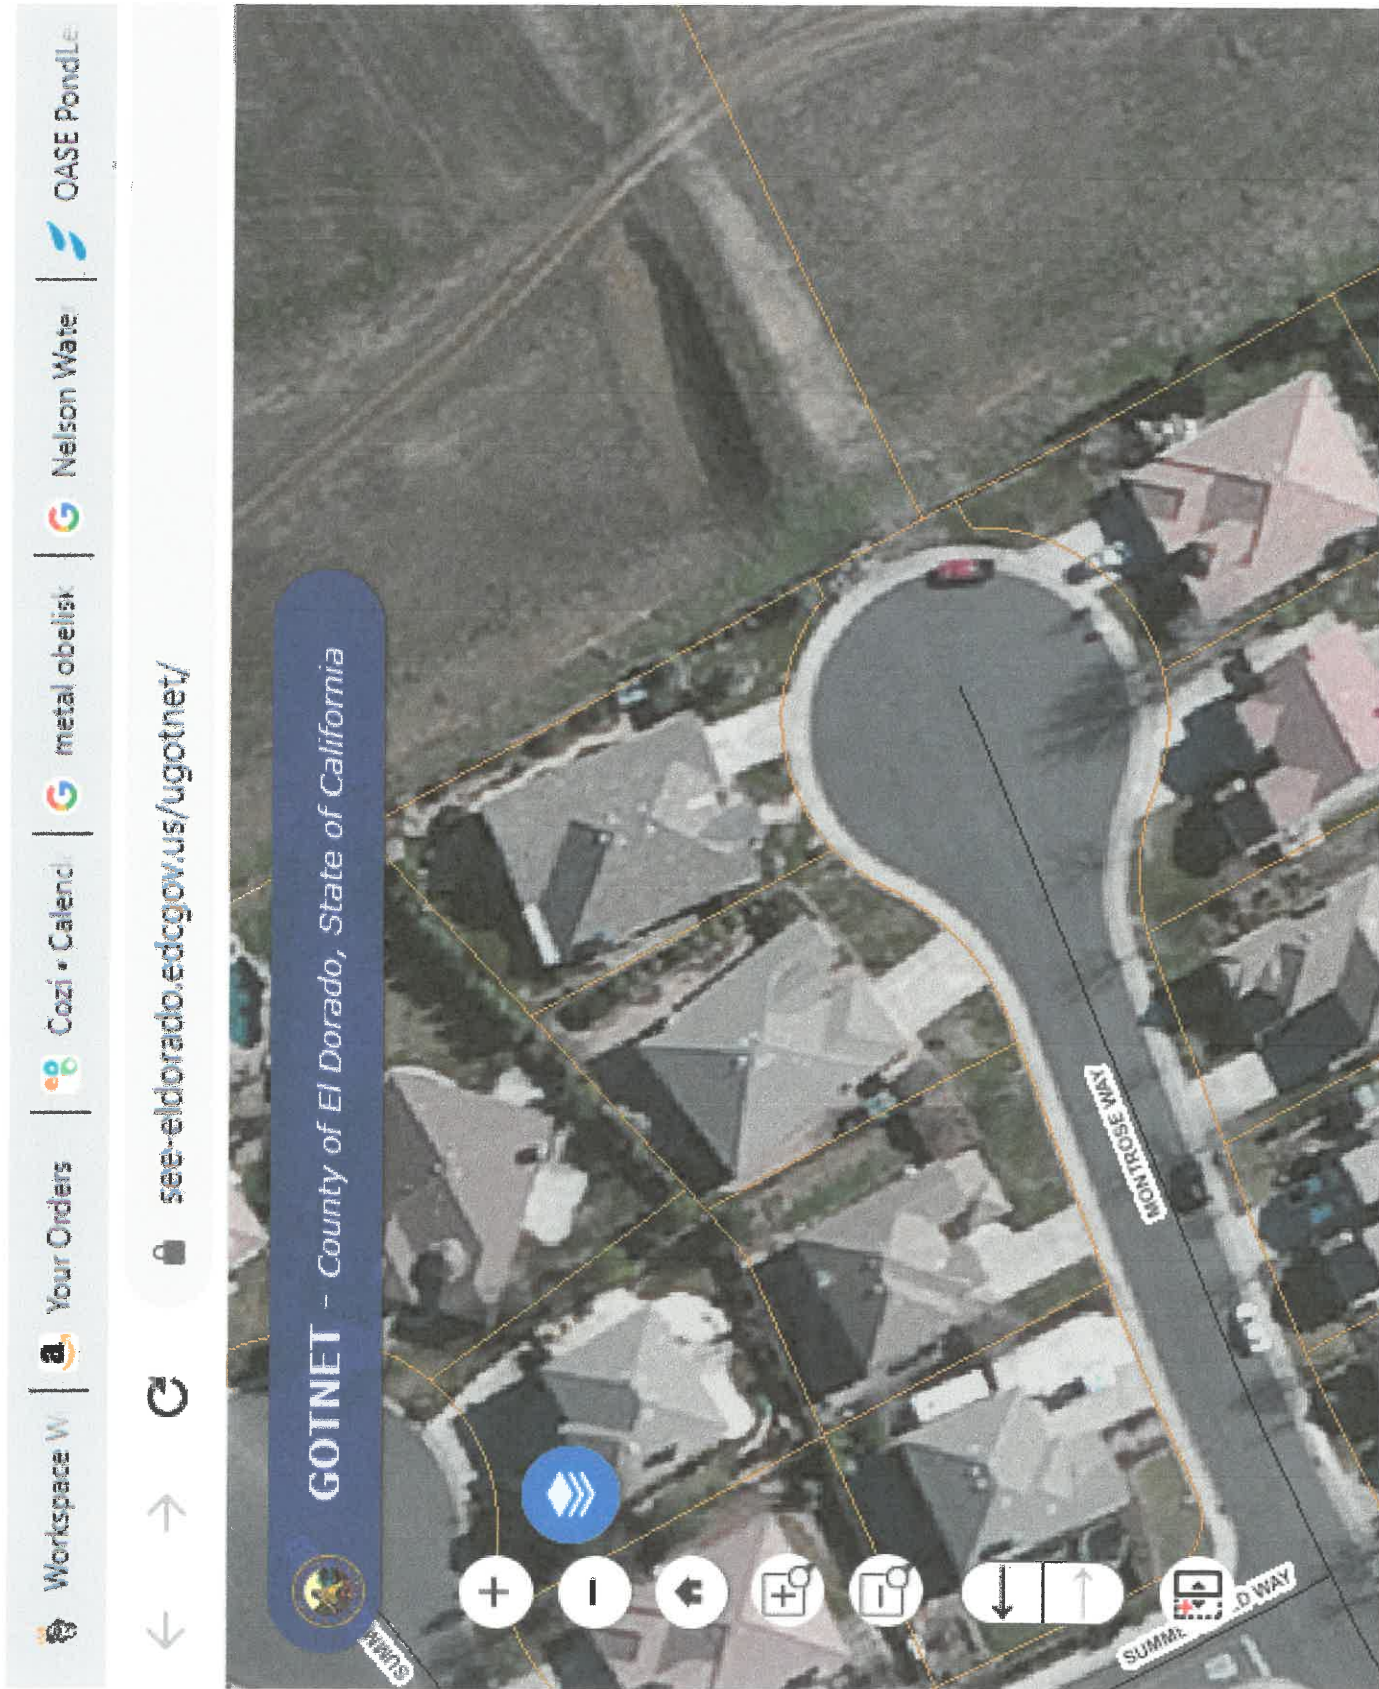 Workspace W
Your Orders
Cozi • Calend
metal obelisk
Nelson Wate
OASE PondLe
see-eldorado.edcgov.us/ugotnet/
GOTNET - County of El Dorado, State of California
SUMN
MONTROSE WAY
SUMME
D WAY